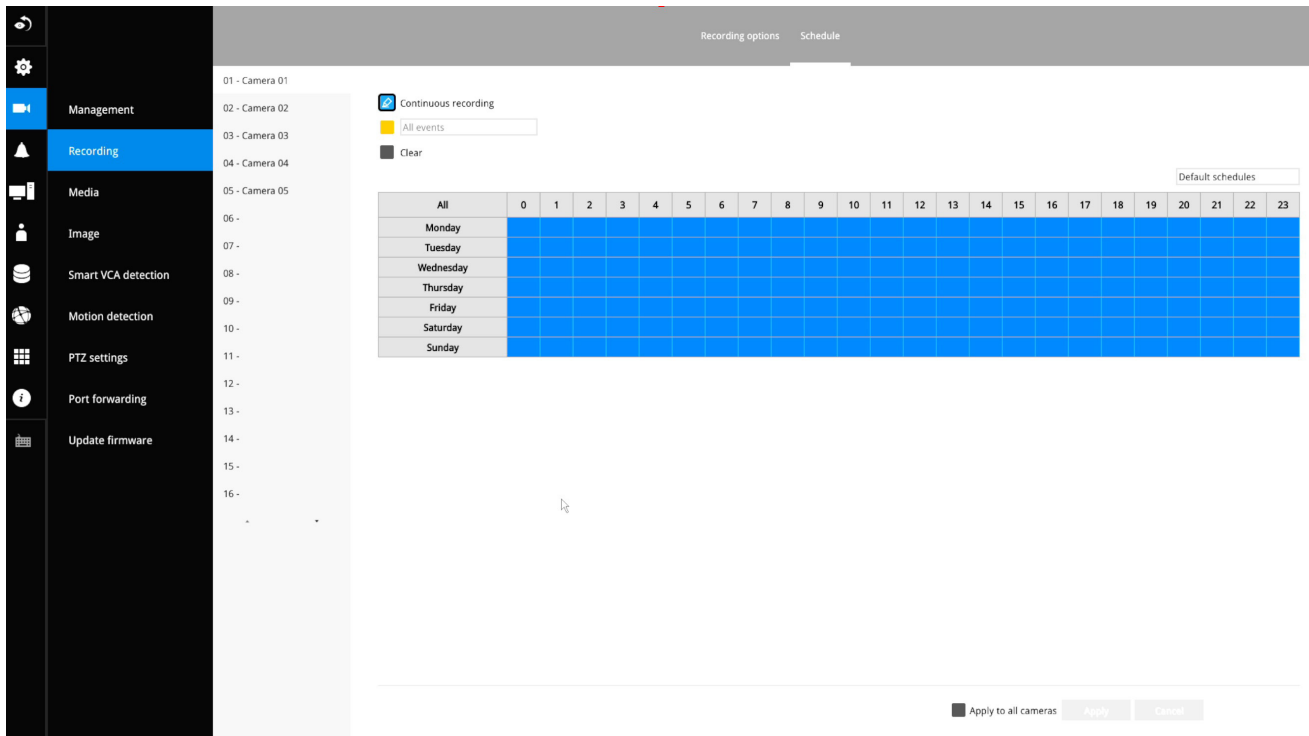 Recording options Schedule
Management
Recording
Media
Image
Smart VCA detection
Motion detection
PTZ settings
Port forwarding
Update firmware
01 - Camera 01
02 - Camera 02
03 - Camera 03
04 - Camera 04
05 - Camera 05
06 -
07 -
08 -
09 -
10 -
11 -
12 -
13 -
14 -
15 -
16 -
Continuous recording
All events
Clear
Default schedules
All 0 1 2 3 4 5 6 7 8 9 10 11 12 13 14 15 16 17 18 19 20 21 22 23
Monday
Tuesday
Wednesday
Thursday
Friday
Saturday
Sunday
Apply to all cameras Apply Cancel